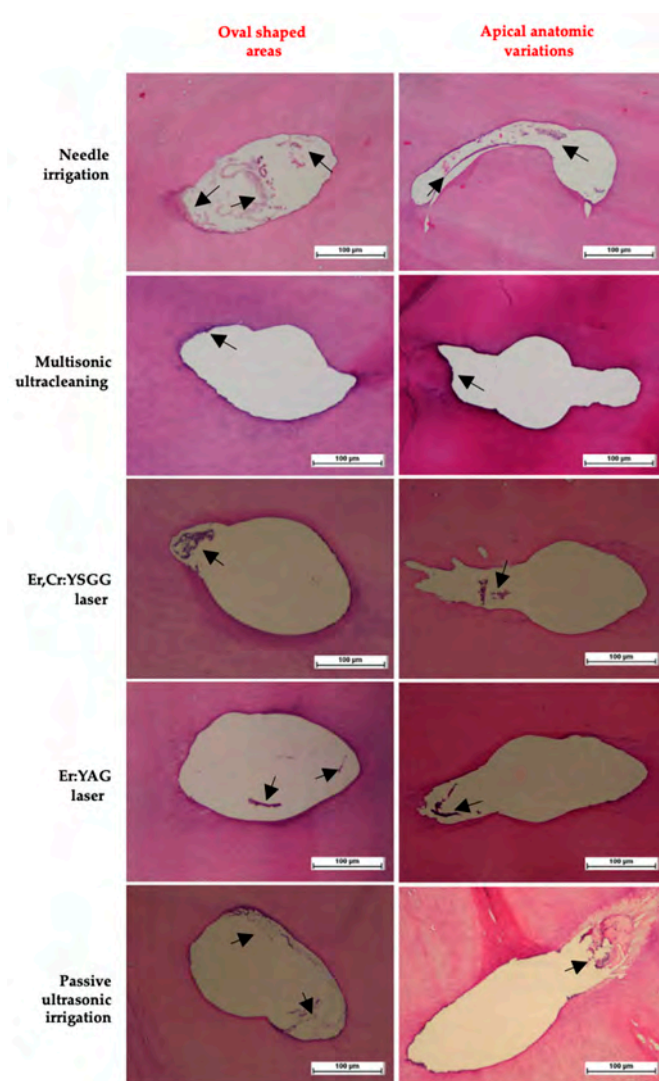 Oval shaped
areas
Apical anatomic
variations
Needle
irrigation
100 µm
100 µm
Multisonic
ultracleaning
100 µm
100 µm
Er,Cr:YSGG
laser
100 µm
100 µm
Er:YAG
laser
100 µm
100 µm
Passive
ultrasonic
irrigation
100 µm
100 µm